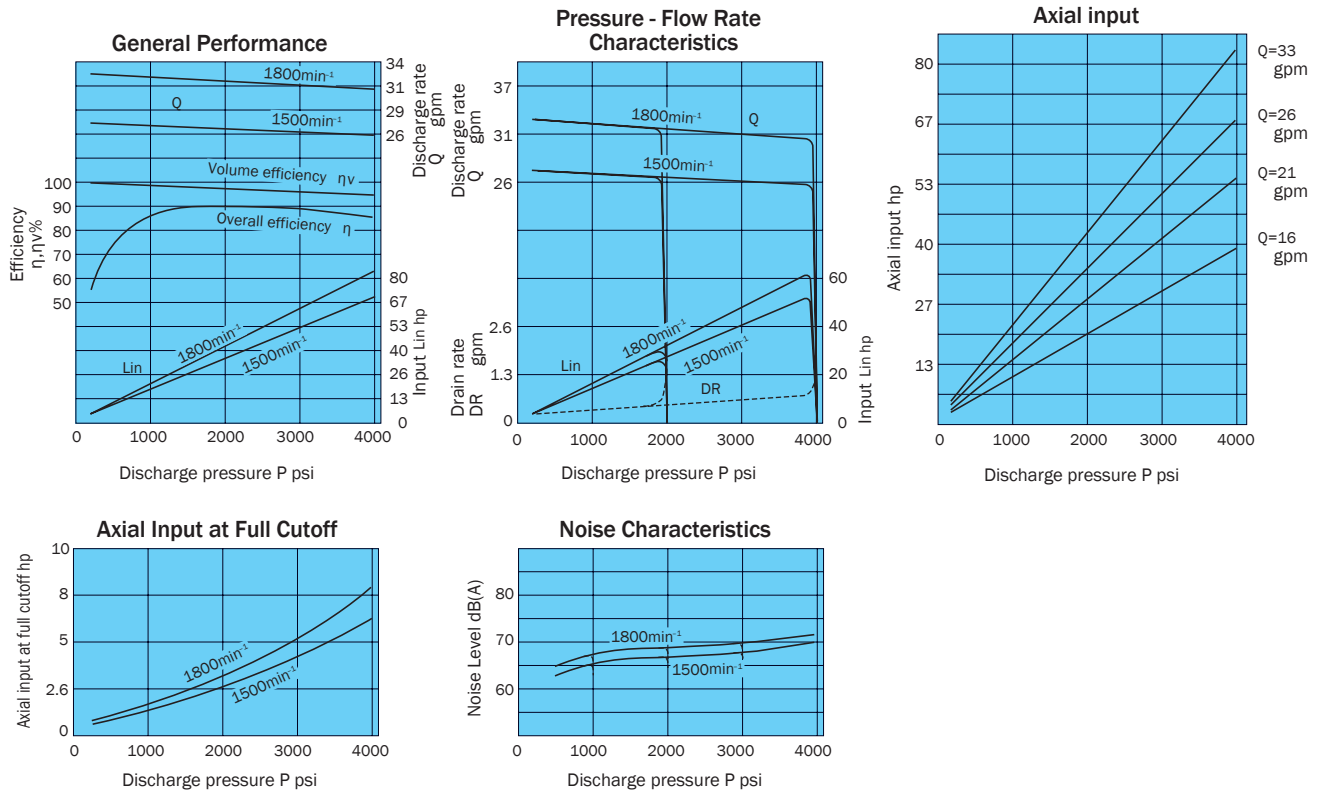 General Performance
1800min-1
Q
1500min-1
Volume efficiency ηv
Overall efficiency η
Lin
1800min-1
1500min-1
34
31
29
26
Discharge rate
Q gpm
100
90
80
70
60
50
Efficiency
η,ηv%
80
67
53
40
26
13
0
Input Lin hp
0 1000 2000 3000 4000
Discharge pressure P psi
Pressure - Flow Rate
Characteristics
37
31
26
Discharge rate
Q gpm
1800min-1
Q
1500min-1
2.6
1.3
0
Drain rate
DR gpm
Lin
1800min-1
1500min-1
DR
60
40
20
0
Input Lin hp
0 1000 2000 3000 4000
Discharge pressure P psi
Axial input
80
67
53
40
27
13
Axial input hp
Q=33
gpm
Q=26
gpm
Q=21
gpm
Q=16
gpm
0 1000 2000 3000 4000
Discharge pressure P psi
Axial Input at Full Cutoff
10
8
5
2.6
0
Axial input at full cutoff hp
1800min-1
1500min-1
0 1000 2000 3000 4000
Discharge pressure P psi
Noise Characteristics
80
70
60
Noise Level dB(A)
1800min-1
1500min-1
0 1000 2000 3000 4000
Discharge pressure P psi